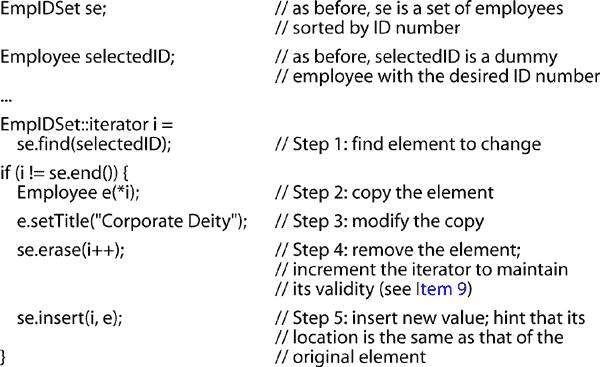 EmpIDSet se; // as before, se is a set of employees
// sorted by ID number
Employee selectedID; // as before, selectedID is a dummy
// employee with the desired ID number
...
EmpIDSet::iterator i =
se.find(selectedID); // Step 1: find element to change
if (i != se.end()) {
Employee e(*i); // Step 2: copy the element
e.setTitle("Corporate Deity"); // Step 3: modify the copy
se.erase(i++); // Step 4: remove the element;
// increment the iterator to maintain
// its validity (see Item 9)
se.insert(i, e); // Step 5: insert new value; hint that its
// location is the same as that of the
} // original element